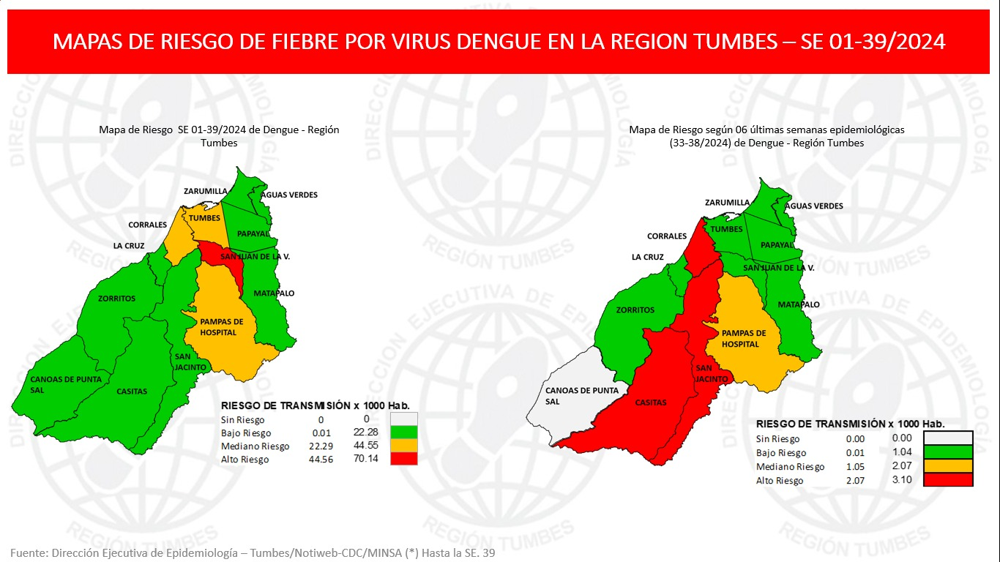 MAPAS DE RIESGO DE FIEBRE POR VIRUS DENGUE EN LA REGION TUMBES – SE 01-39/2024
Mapa de Riesgo SE 01-39/2024 de Dengue - Región
Tumbes
ZARUMILLA
AGUAS VERDES
TUMBES
CORRALES
PAPAYAL
LA CRUZ
SAN JUAN DE LA V.
MATAPALO
ZORRITOS
PAMPAS DE
HOSPITAL
SAN
JACINTO
CANOAS DE PUNTA
SAL
CASITAS
RIESGO DE TRANSMISIÓN x 1000 Hab.
Sin Riesgo 0 0
Bajo Riesgo 0.01 22.28
Mediano Riesgo 22.29 44.55
Alto Riesgo 44.56 70.14
Mapa de Riesgo según 06 últimas semanas epidemiológicas
(33-38/2024) de Dengue - Región Tumbes
ZARUMILLA
AGUAS VERDES
TUMBES
CORRALES
PAPAYAL
LA CRUZ
SAN JUAN DE LA V.
MATAPALO
ZORRITOS
PAMPAS DE
HOSPITAL
SAN
JACINTO
CANOAS DE PUNTA
SAL
CASITAS
RIESGO DE TRANSMISIÓN x 1000 Hab.
Sin Riesgo 0.00 0.00
Bajo Riesgo 0.01 1.04
Mediano Riesgo 1.05 2.07
Alto Riesgo 2.07 3.10
Fuente: Dirección Ejecutiva de Epidemiología – Tumbes/Notiweb-CDC/MINSA (*) Hasta la SE. 39
REGIÓN TUMBES
REGIÓN TUMBES
REGIÓN TUMBES